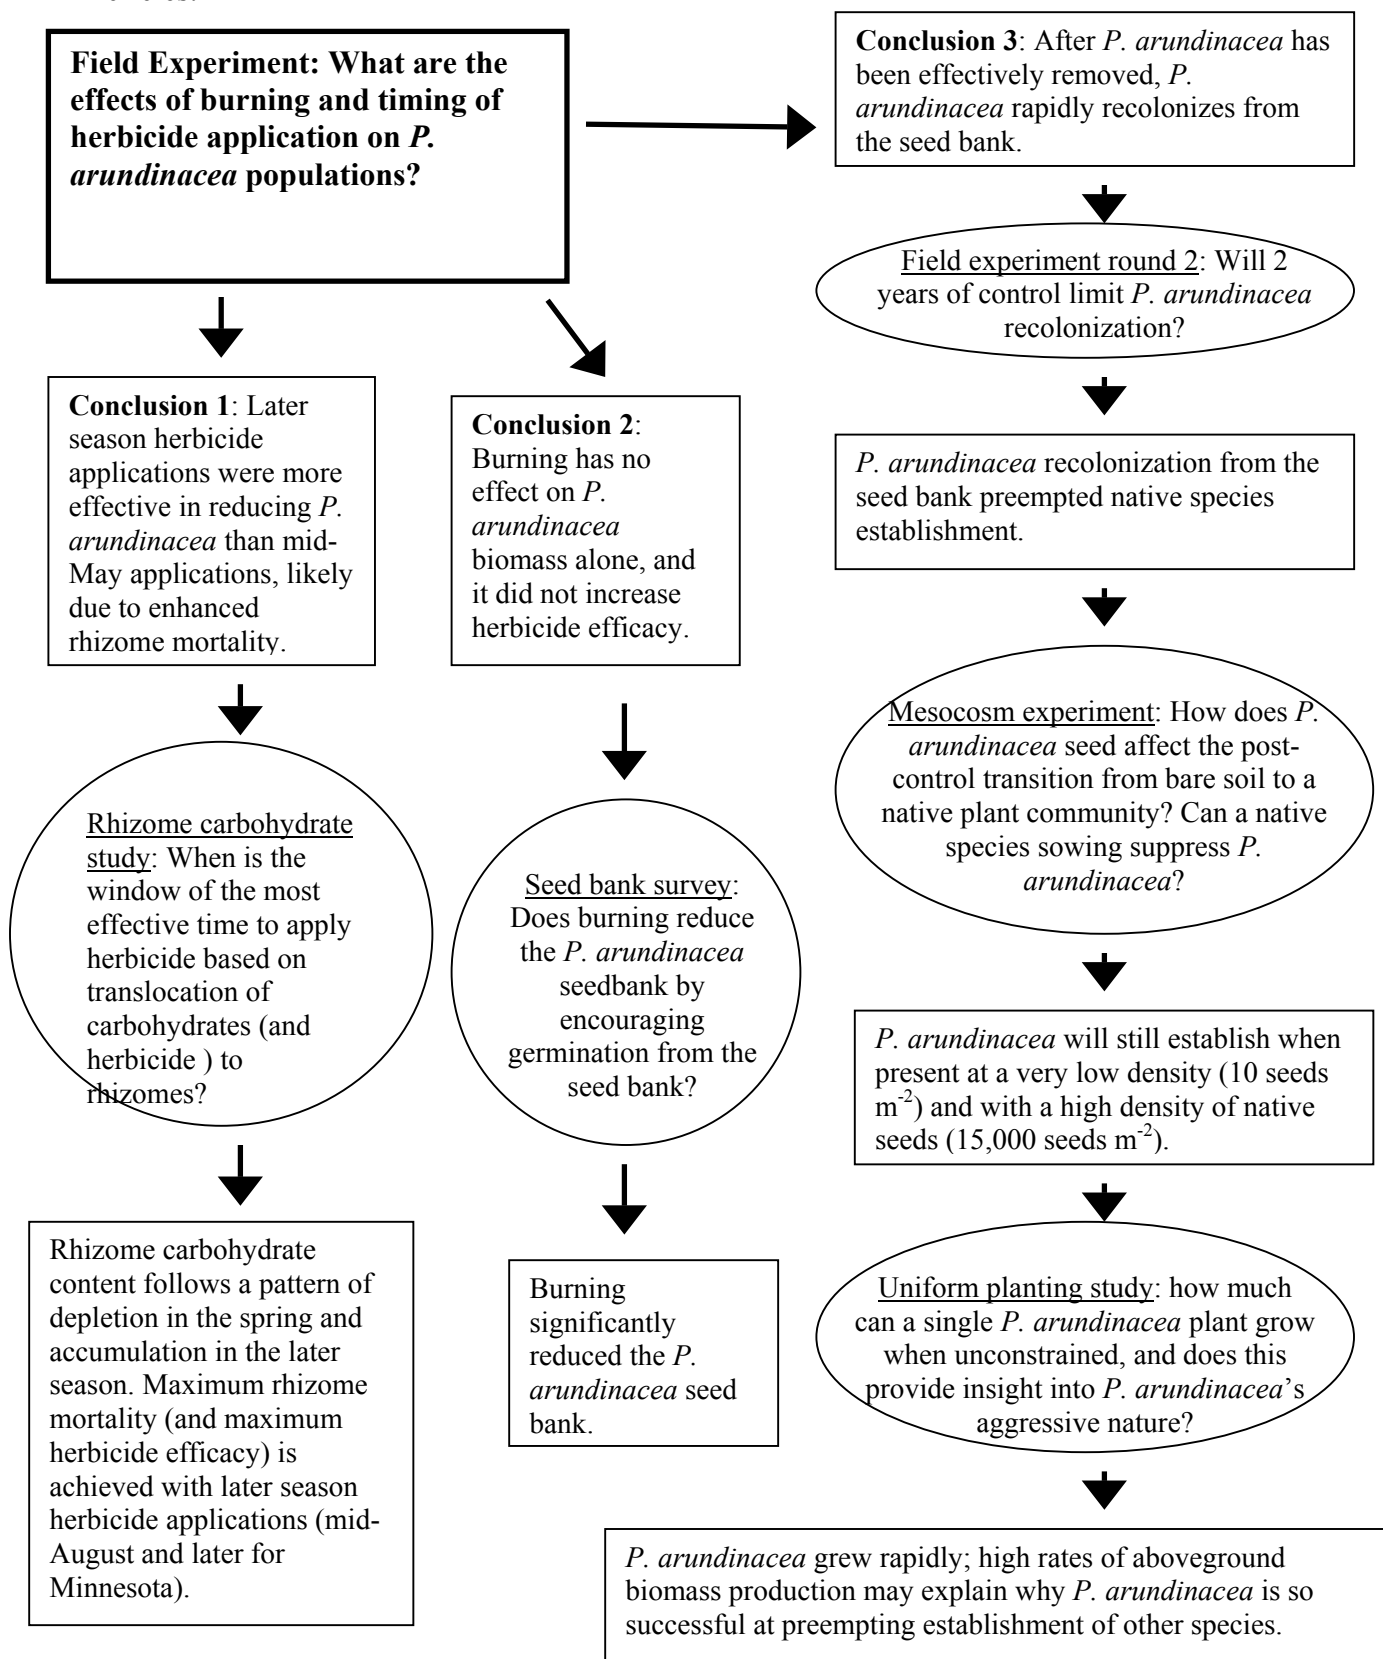 Field Experiment: What are the
effects of burning and timing of
herbicide application on P.
arundinacea populations?
Conclusion 3: After P. arundinacea has
been effectively removed, P.
arundinacea rapidly recolonizes from
the seed bank.
Field experiment round 2: Will 2
years of control limit P. arundinacea
recolonization?
Conclusion 1: Later
season herbicide
applications were more
effective in reducing P.
arundinacea than mid-
May applications, likely
due to enhanced
rhizome mortality.
Conclusion 2:
Burning has no
effect on P.
arundinacea
biomass alone, and
it did not increase
herbicide efficacy.
P. arundinacea recolonization from the
seed bank preempted native species
establishment.
Mesocosm experiment: How does P.
arundinacea seed affect the post-
control transition from bare soil to a
native plant community? Can a native
species sowing suppress P.
arundinacea?
Rhizome carbohydrate
study: When is the
window of the most
effective time to apply
herbicide based on
translocation of
carbohydrates (and
herbicide ) to
rhizomes?
Seed bank survey:
Does burning reduce
the P. arundinacea
seedbank by
encouraging
germination from the
seed bank?
P. arundinacea will still establish when
present at a very low density (10 seeds
m-2) and with a high density of native
seeds (15,000 seeds m-2).
Rhizome carbohydrate
content follows a pattern of
depletion in the spring and
accumulation in the later
season. Maximum rhizome
mortality (and maximum
herbicide efficacy) is
achieved with later season
herbicide applications (mid-
August and later for
Minnesota).
Burning
significantly
reduced the P.
arundinacea seed
bank.
Uniform planting study: how much
can a single P. arundinacea plant grow
when unconstrained, and does this
provide insight into P. arundinacea's
aggressive nature?
P. arundinacea grew rapidly; high rates of aboveground
biomass production may explain why P. arundinacea is so
successful at preempting establishment of other species.